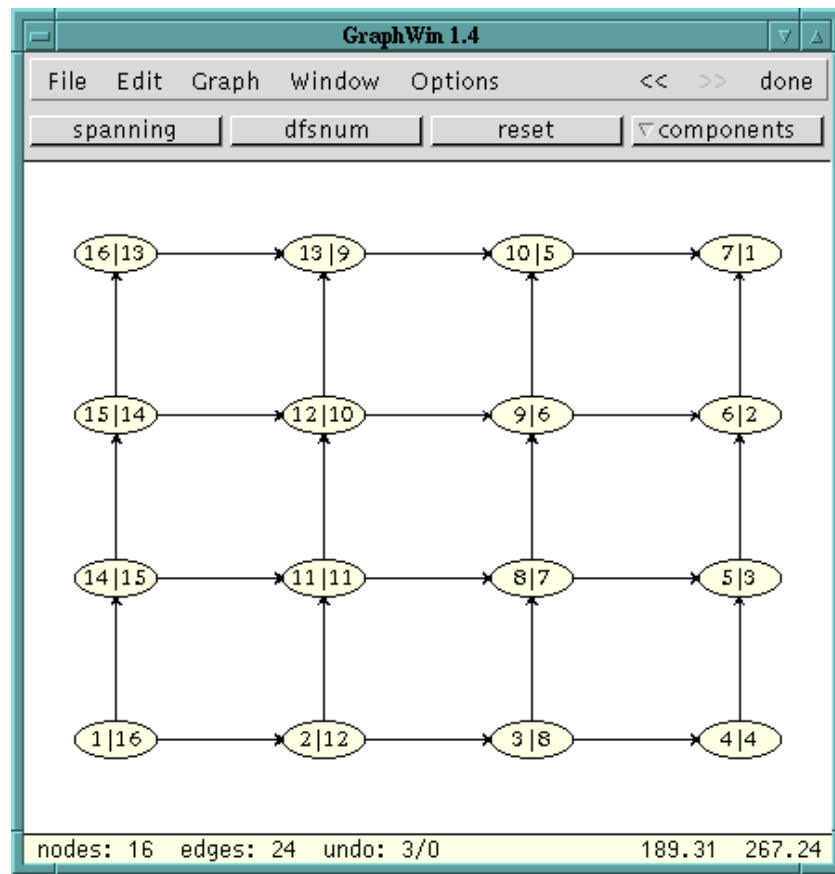 GraphWin 1.4
File Edit Graph Window Options << >> done
spanning dfsnum reset components
16|13 13|9 10|5 7|1
15|14 12|10 9|6 6|2
14|15 11|11 8|7 5|3
1|16 2|12 3|8 4|4
nodes: 16 edges: 24 undo: 3/0 189.31 267.24